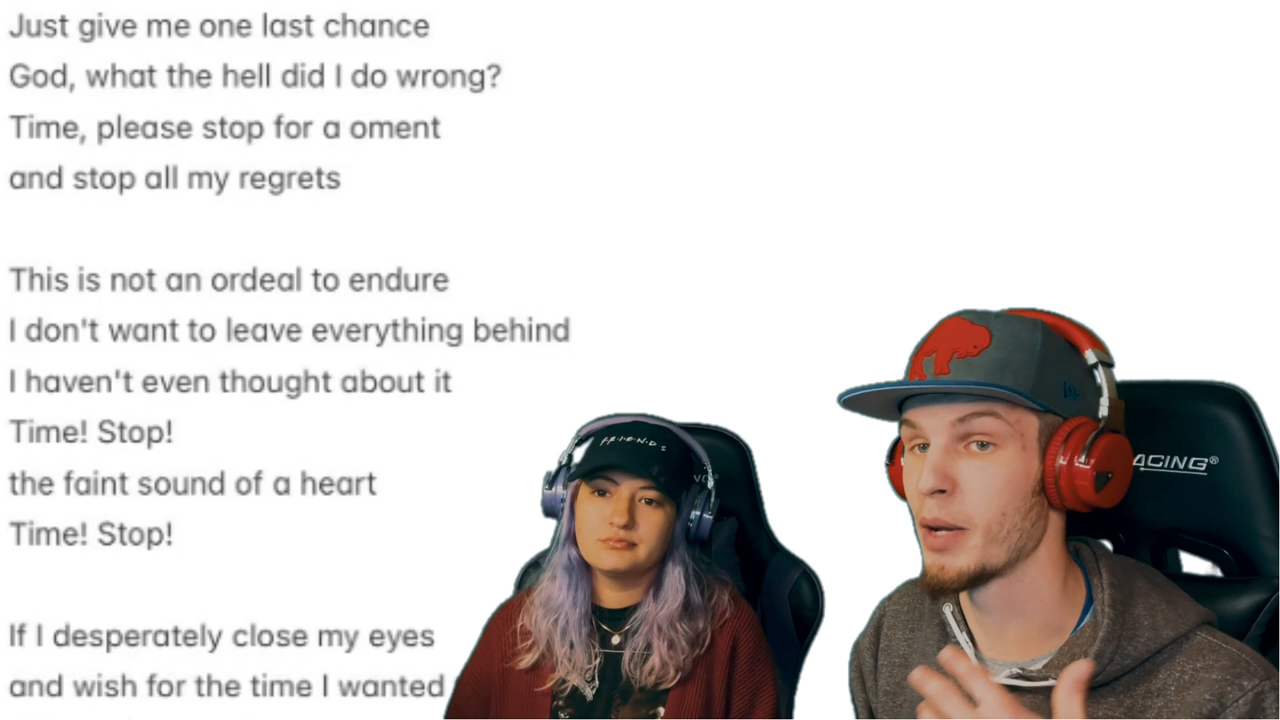 Just give me one last chance
God, what the hell did I do wrong?
Time, please stop for a oment
and stop all my regrets
This is not an ordeal to endure
I don't want to leave everything behind
I haven't even thought about it
Time! Stop!
the faint sound of a heart
Time! Stop!
If I desperately close my eyes
and wish for the time I wanted
F·R·I·E·N·D·S
ACING®